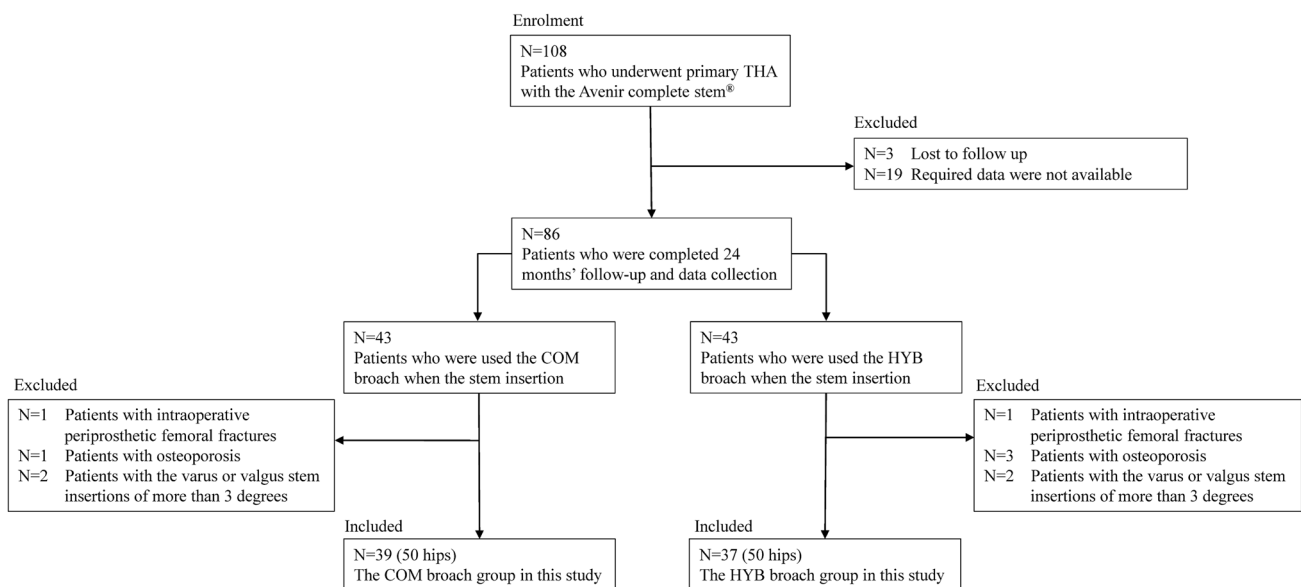 Enrolment
N=108
Patients who underwent primary THA
with the Avenir complete stem®
Excluded
N=3 Lost to follow up
N=19 Required data were not available
N=86
Patients who were completed 24
months’ follow-up and data collection
N=43
Patients who were used the COM
broach when the stem insertion
N=43
Patients who were used the HYB
broach when the stem insertion
Excluded
N=1 Patients with intraoperative
periprosthetic femoral fractures
N=1 Patients with osteoporosis
N=2 Patients with the varus or valgus stem
insertions of more than 3 degrees
Excluded
N=1 Patients with intraoperative
periprosthetic femoral fractures
N=3 Patients with osteoporosis
N=2 Patients with the varus or valgus stem
insertions of more than 3 degrees
Included
N=39 (50 hips)
The COM broach group in this study
Included
N=37 (50 hips)
The HYB broach group in this study